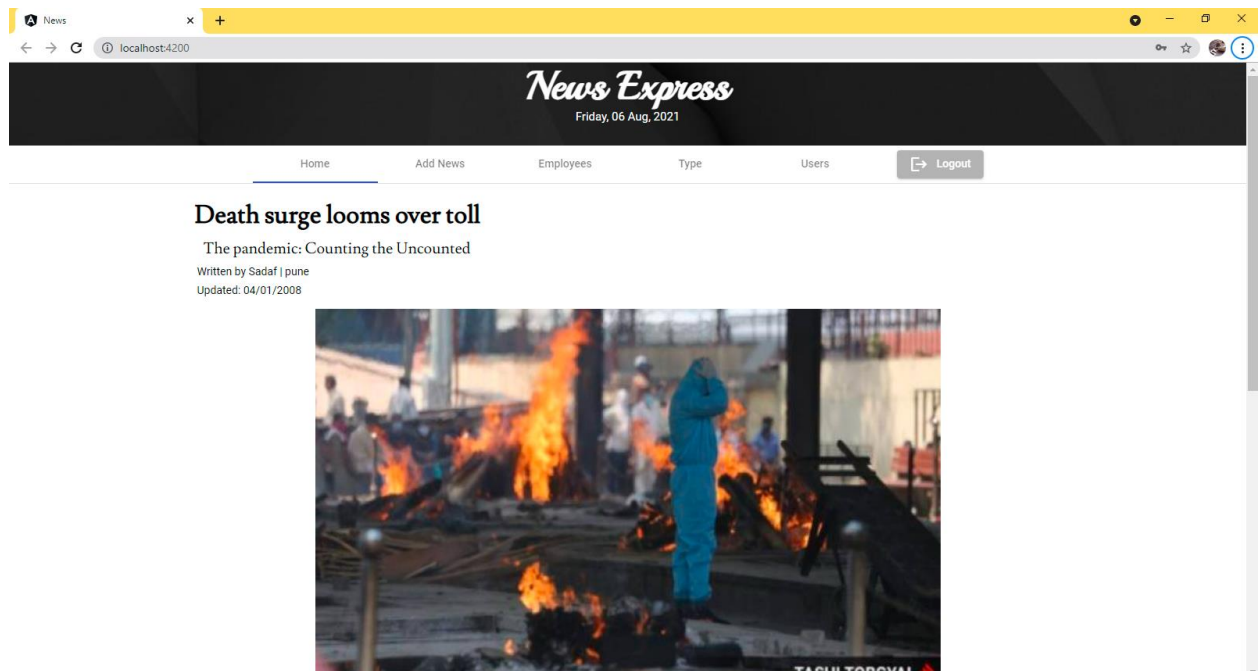 News
localhost:4200
News Express
Friday, 06 Aug, 2021
Home Add News Employees Type Users Logout
Death surge looms over toll
The pandemic: Counting the Uncounted
Written by Sadaf | pune
Updated: 04/01/2008